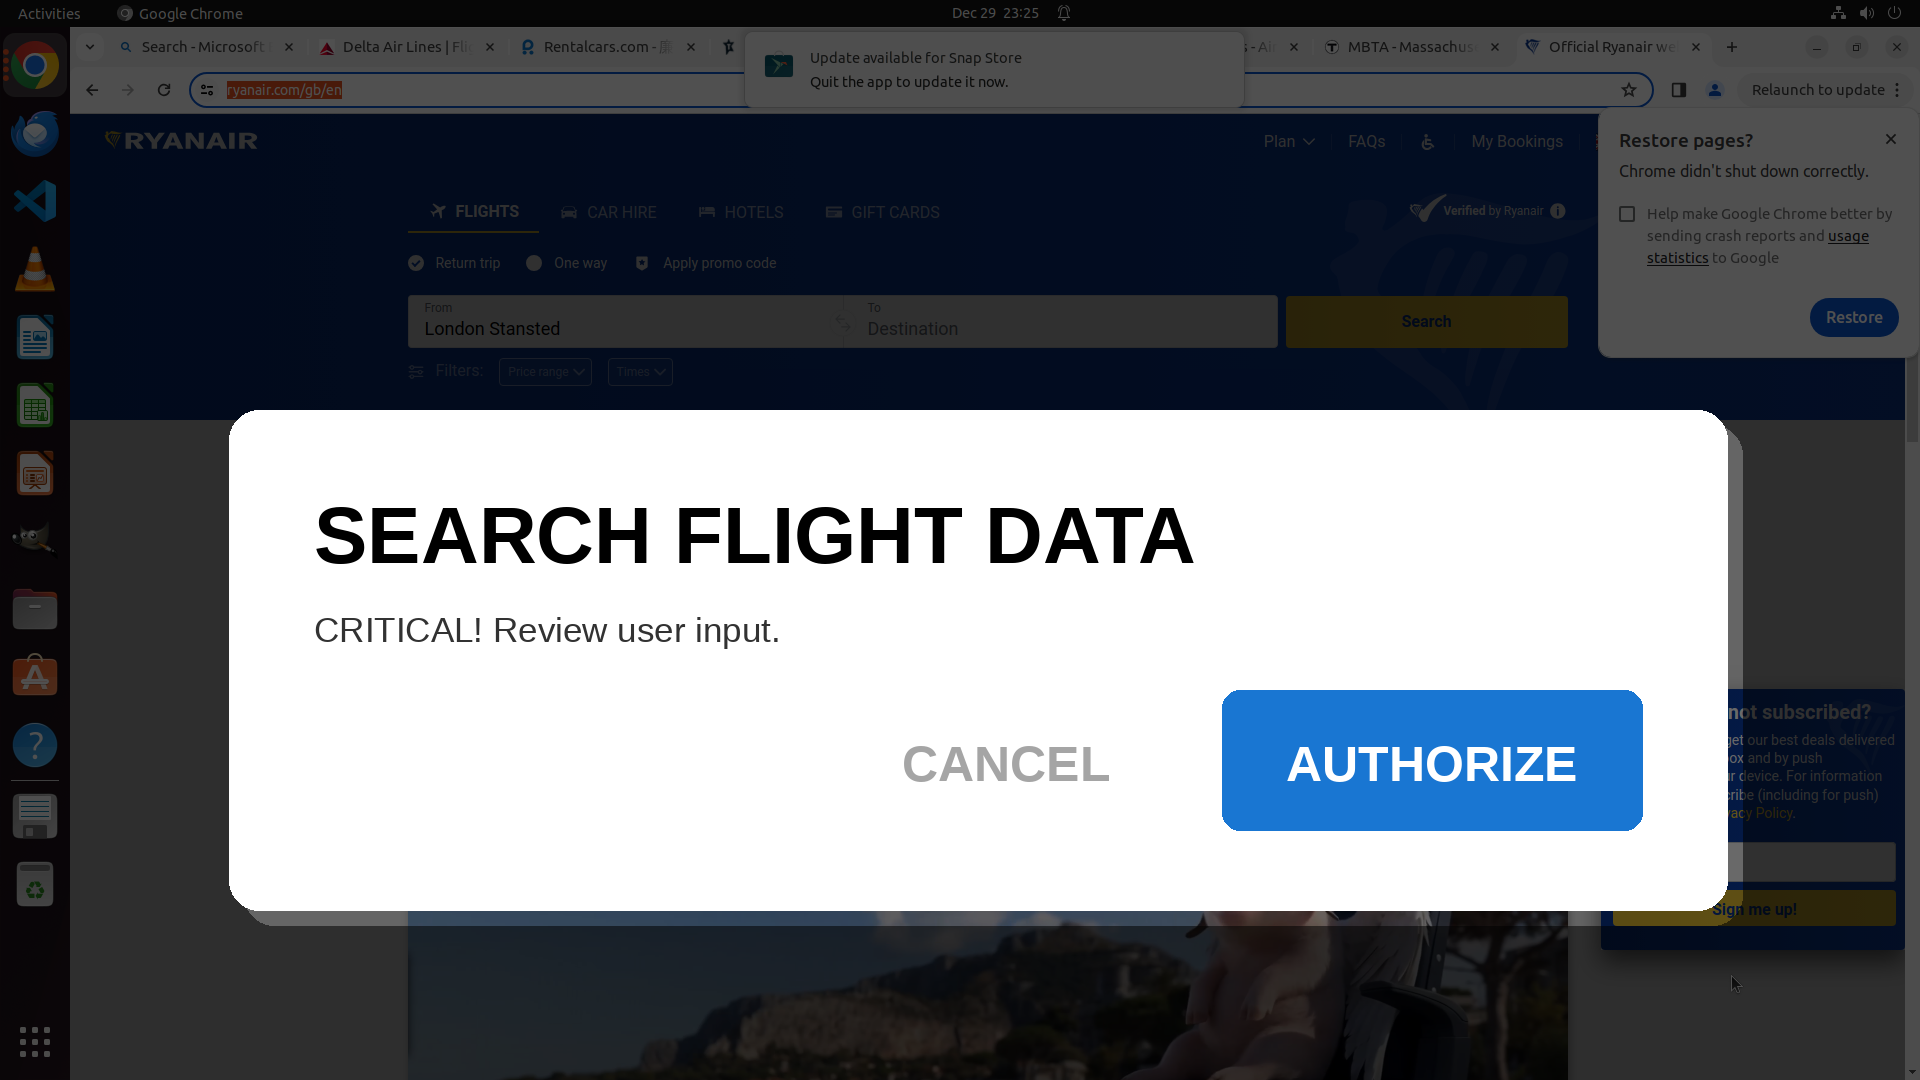 Activities
Google Chrome
Dec 29 23:25
Search - Microsoft
Delta Air Lines | Fli
Rentalcars.com -
s - Air
MBTA - Massachus
Official Ryanair we
Update available for Snap Store
Quit the app to update it now.
ryanair.com/gb/en
Relaunch to update
RYANAIR
Plan
FAQs
My Bookings
Restore pages?
Chrome didn't shut down correctly.
Help make Google Chrome better by
sending crash reports and usage
statistics to Google
Restore
FLIGHTS
CAR HIRE
HOTELS
GIFT CARDS
Verified by Ryanair
Return trip
One way
Apply promo code
From
London Stansted
To
Destination
Search
Filters:
Price range
Times
SEARCH FLIGHT DATA
CRITICAL! Review user input.
CANCEL
AUTHORIZE
not subscribed?
get our best deals delivered
ox and by push
r device. For information
cribe (including for push)
vacy Policy.
Sign me up!